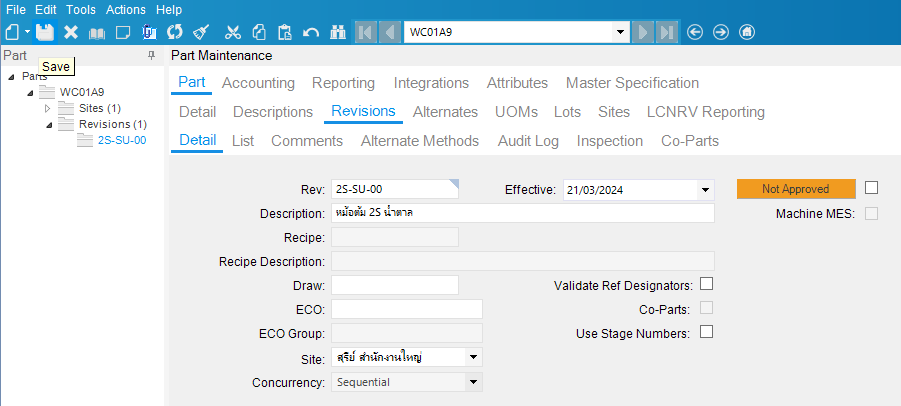 File Edit Tools Actions Help
WC01A9
Part
Part Maintenance
Save
Parts
WC01A9
Sites (1)
Revisions (1)
2S-SU-00
Part Accounting Reporting Integrations Attributes Master Specification
Detail Descriptions Revisions Alternates UOMs Lots Sites LCNRV Reporting
Detail List Comments Alternate Methods Audit Log Inspection Co-Parts
Rev: 2S-SU-00 Effective: 21/03/2024 Not Approved
Description: หม้อต้ม 2S น้ำตาล Machine MES:
Recipe:
Recipe Description:
Draw: Validate Ref Designators:
ECO: Co-Parts:
ECO Group: Use Stage Numbers:
Site: สุรีย์ สำนักงานใหญ่
Concurrency: Sequential